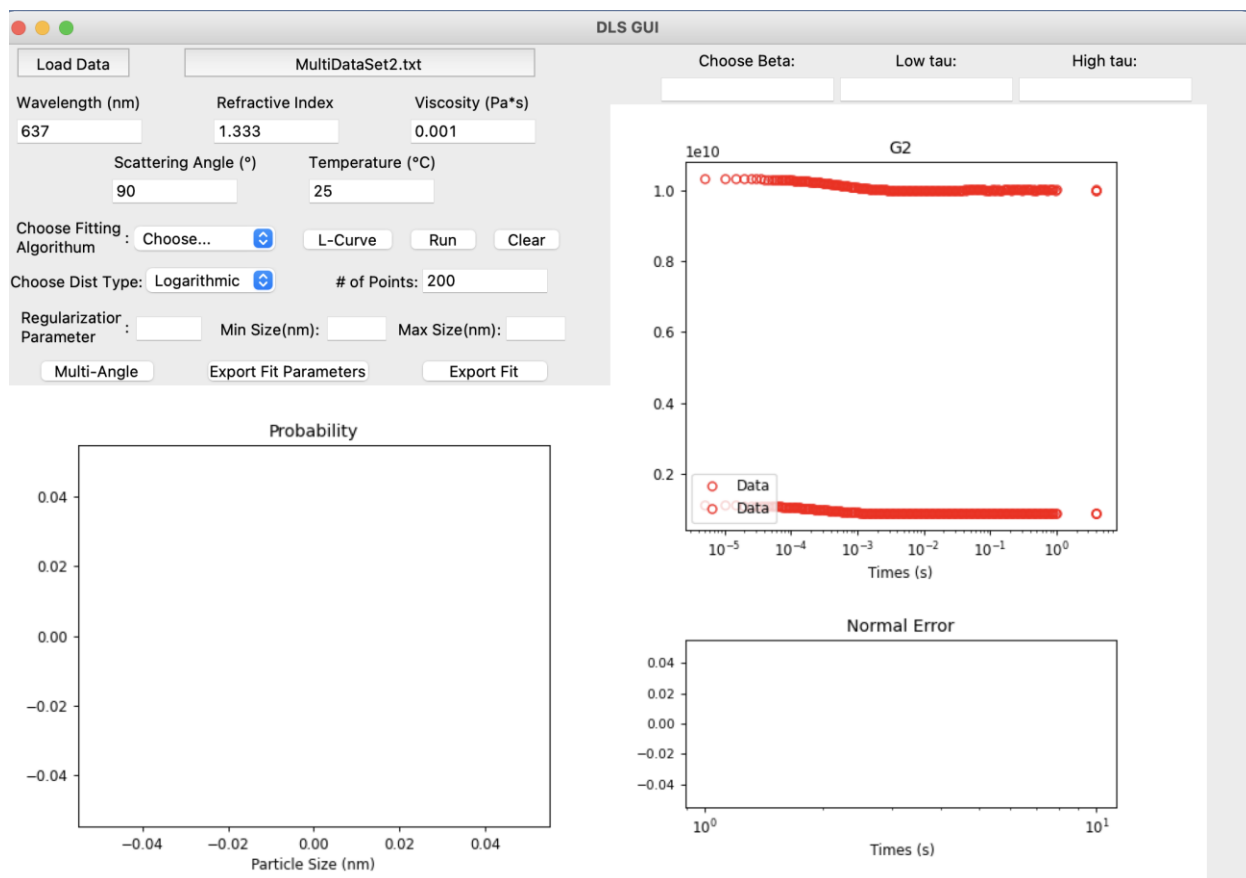 DLS GUI
Load Data
MultiDataSet2.txt
Choose Beta:
Low tau:
High tau:
Wavelength (nm)
Refractive Index
Viscosity (Pa*s)
637
1.333
0.001
Scattering Angle (°)
Temperature (°C)
90
25
Choose Fitting
Algorithum
:
Choose...
L-Curve
Run
Clear
Choose Dist Type:
Logarithmic
# of Points:
200
Regularizatior
Parameter
:
Min Size(nm):
Max Size(nm):
Multi-Angle
Export Fit Parameters
Export Fit
1e10
G2
1.0
0.8
0.6
0.4
0.2
Data
Data
10⁻⁵
10⁻⁴
10⁻³
10⁻²
10⁻¹
10⁰
Times (s)
Probability
0.04
0.02
0.00
−0.02
−0.04
−0.04
−0.02
0.00
0.02
0.04
Particle Size (nm)
Normal Error
0.04
0.02
0.00
−0.02
−0.04
10⁰
10¹
Times (s)